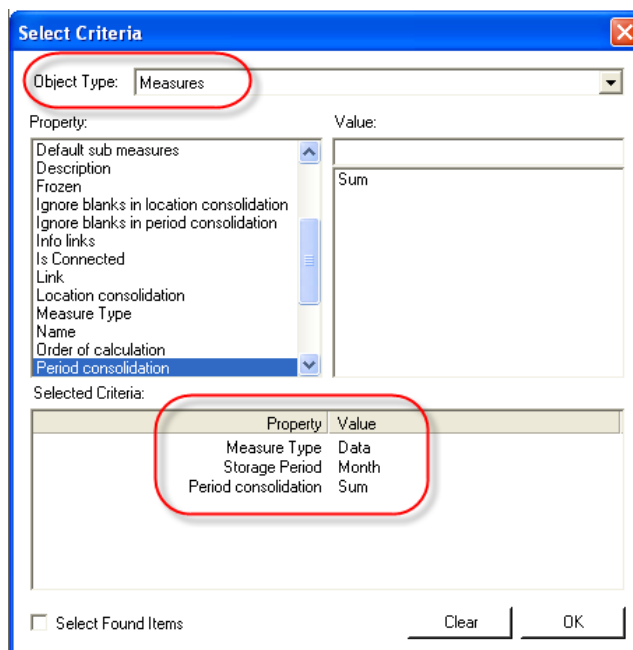 Select Criteria
Object Type: Measures
Property: Value:
Default sub measures
Description
Frozen
Ignore blanks in location consolidation
Ignore blanks in period consolidation
Info links
Is Connected
Link
Location consolidation
Measure Type
Name
Order of calculation
Period consolidation
Sum
Selected Criteria:
Property Value
Measure Type Data
Storage Period Month
Period consolidation Sum
Select Found Items Clear OK